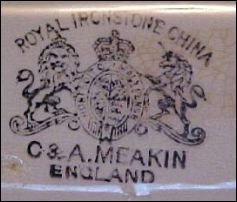 ROYAL IRONSTONE CHINA
C & A. MEAKIN
ENGLAND